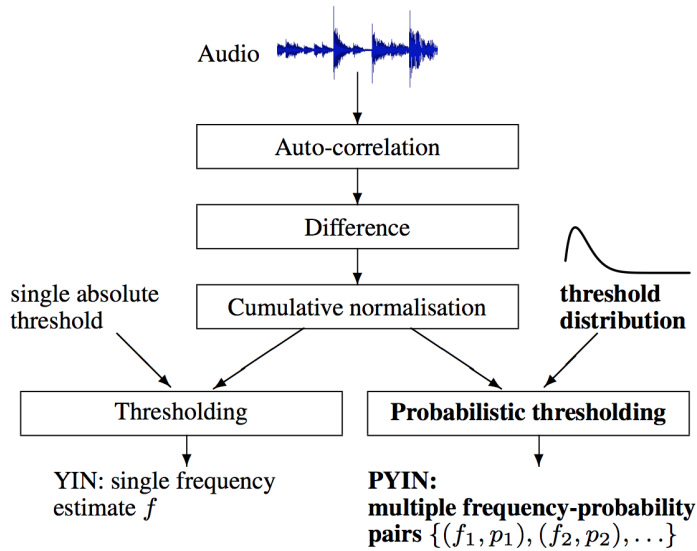 Audio
Auto-correlation
Difference
single absolute
threshold
Cumulative normalisation
threshold
distribution
Thresholding
Probabilistic thresholding
YIN: single frequency
estimate f
PYIN:
multiple frequency-probability
pairs {(f₁, p₁), (f₂, p₂), . . .}